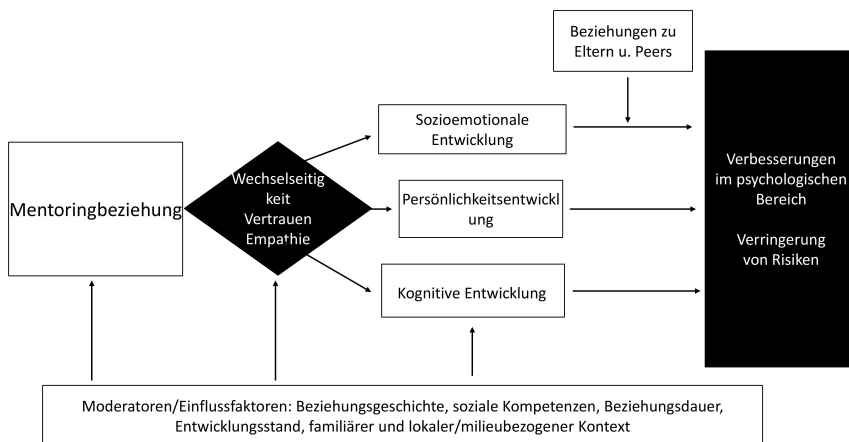 Beziehungen zu
Eltern u. Peers
Sozioemotionale
Entwicklung
Mentoringbeziehung
Wechselseitig
keit
Vertrauen
Empathie
Persönlichkeitsentwickl
ung
Kognitive Entwicklung
Verbesserungen
im psychologischen
Bereich
Verringerung
von Risiken
Moderatoren/Einflussfaktoren: Beziehungsgeschichte, soziale Kompetenzen, Beziehungsdauer,
Entwicklungsstand, familiärer und lokaler/milieubezogener Kontext